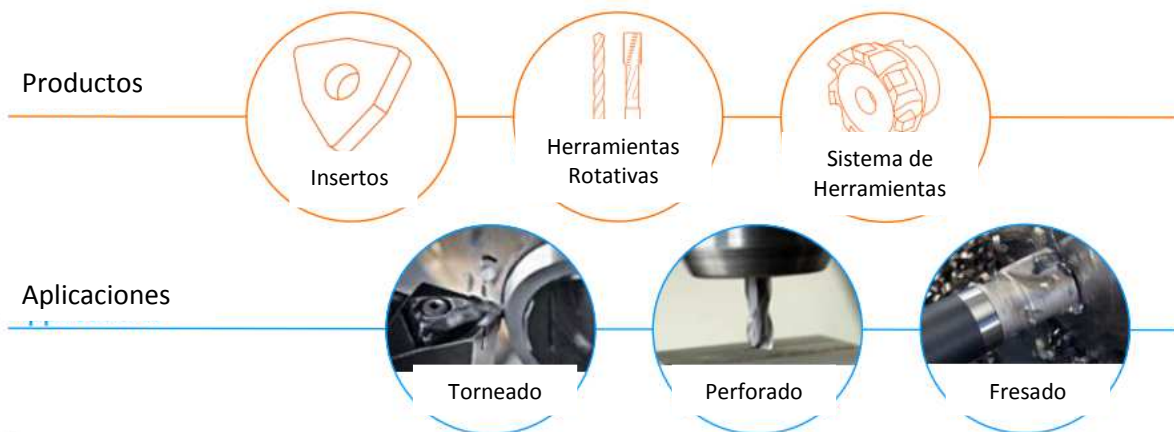 Productos
Insertos
Herramientas
Rotativas
Sistema de
Herramientas
Aplicaciones
Torneado
Perforado
Fresado